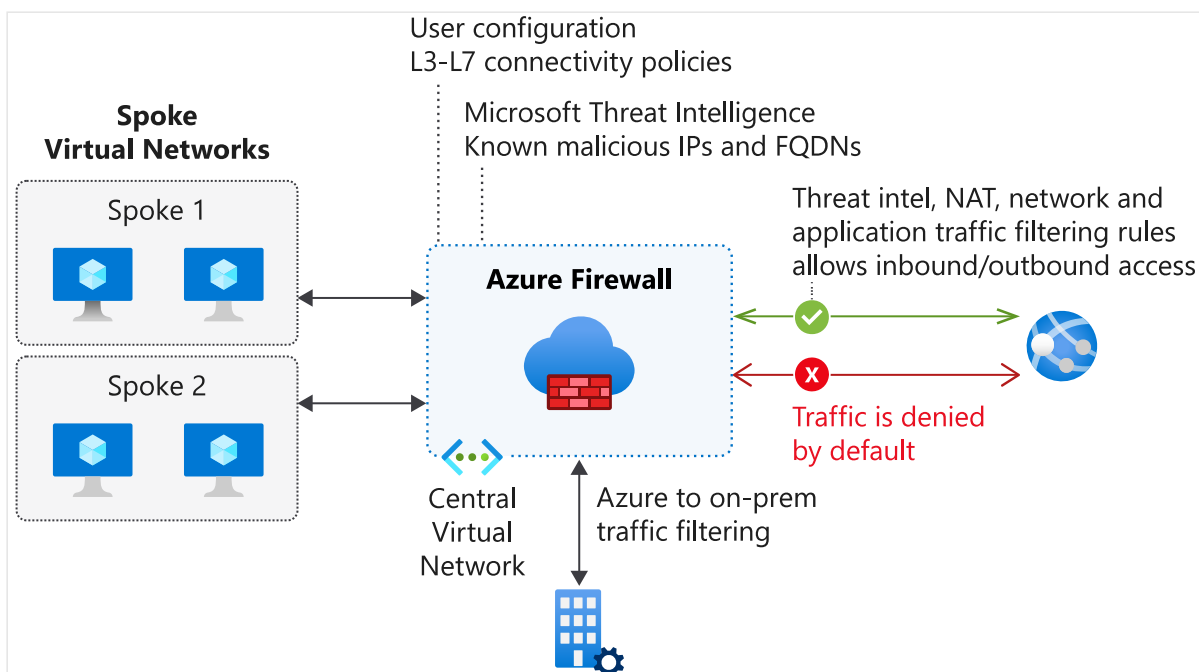 User configuration
L3-L7 connectivity policies
Microsoft Threat Intelligence
Known malicious IPs and FQDNs
Spoke
Virtual Networks
Spoke 1
Spoke 2
Azure Firewall
Threat intel, NAT, network and
application traffic filtering rules
allows inbound/outbound access
X
Traffic is denied
by default
Central
Virtual
Network
Azure to on-prem
traffic filtering